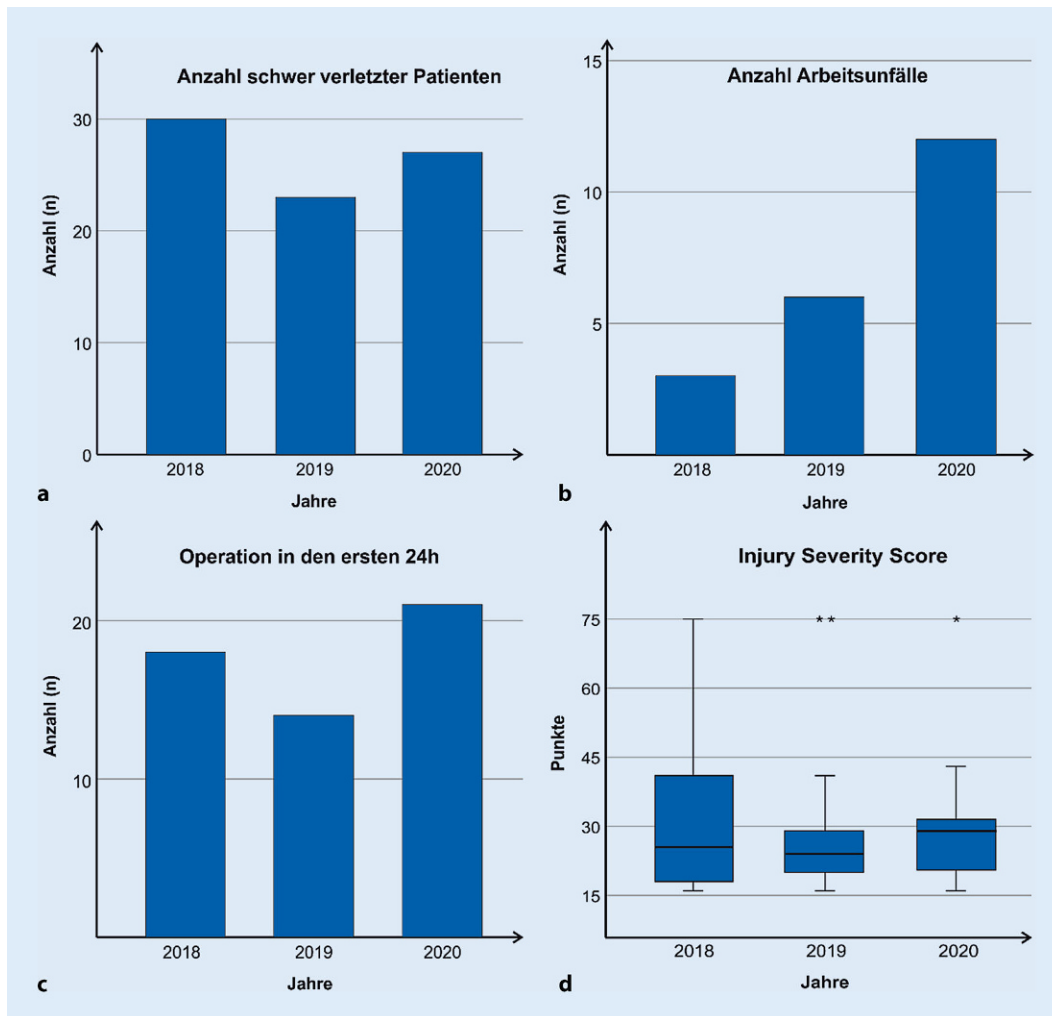 Anzahl schwer verletzter Patienten
30
20
10
0
Anzahl (n)
2018 2019 2020
Jahre
a
Anzahl Arbeitsunfälle
15
10
5
Anzahl (n)
2018 2019 2020
Jahre
b
Operation in den ersten 24h
20
10
Anzahl (n)
2018 2019 2020
Jahre
c
Injury Severity Score
75
60
45
30
15
Punkte
* *
*
2018 2019 2020
Jahre
d